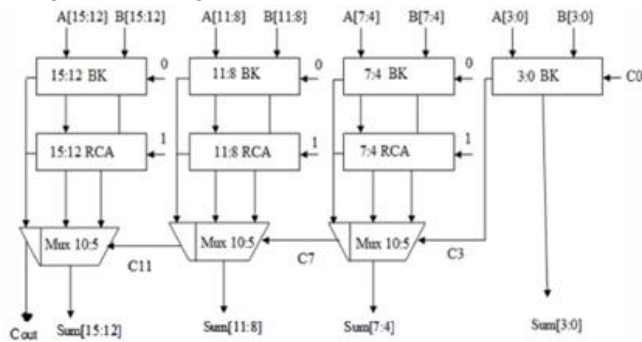 A[15:12] B[15:12] A[11:8] B[11:8] A[7:4] B[7:4] A[3:0] B[3:0]
0 0 0
15:12 BK 11:8 BK 7:4 BK 3:0 BK C0
1 1 1
15:12 RCA 11:8 RCA 7:4 RCA
Mux 10:5 Mux 10:5 Mux 10:5
C11 C7 C3
Cout Sum[15:12] Sum[11:8] Sum[7:4] Sum[3:0]